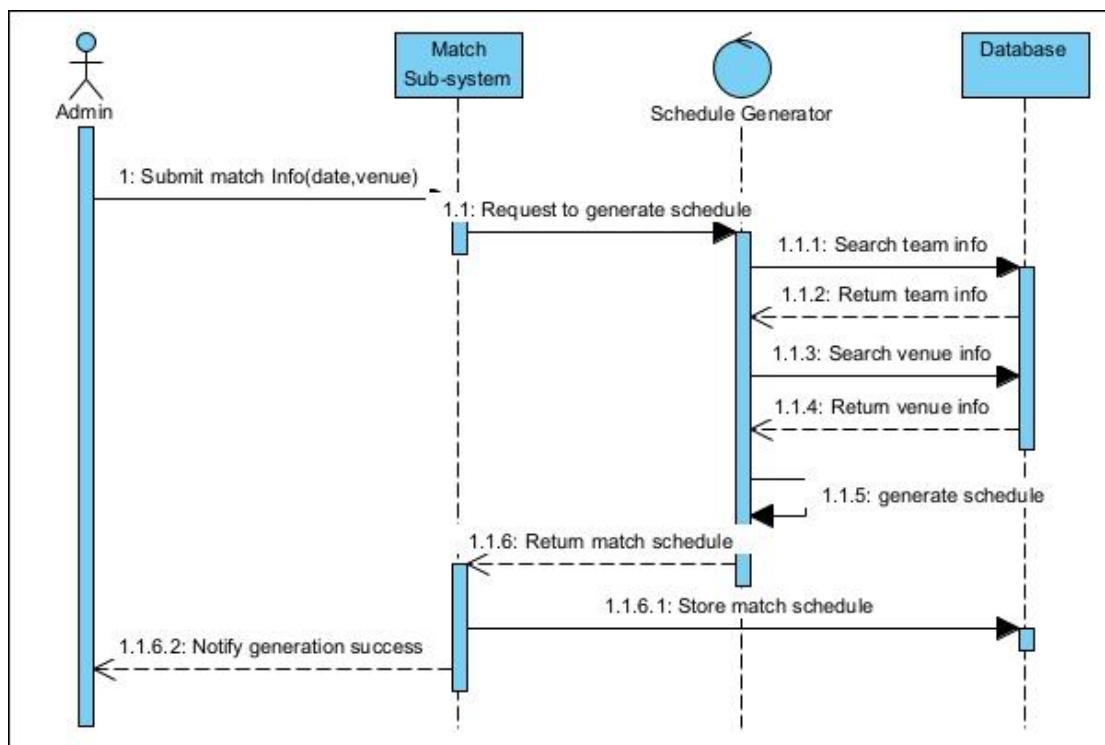 Match
Sub-system
Database
Admin
Schedule Generator
1: Submit match Info(date,venue)
1.1: Request to generate schedule
1.1.1: Search team info
1.1.2: Return team info
1.1.3: Search venue info
1.1.4: Return venue info
1.1.5: generate schedule
1.1.6: Return match schedule
1.1.6.1: Store match schedule
1.1.6.2: Notify generation success